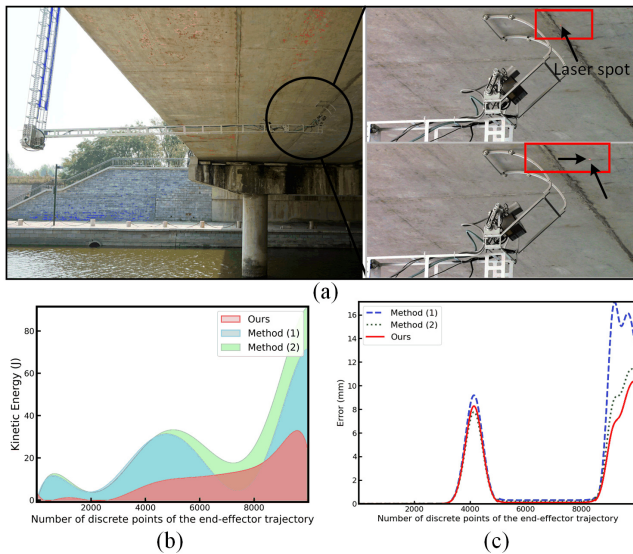 Laser spot
(a)
Kinetic Energy (J)
80
60
40
20
0
Ours
Method (1)
Method (2)
2000
4000
6000
8000
Number of discrete points of the end-effector trajectory
(b)
Error (mm)
16
14
12
10
8
6
4
2
0
Method (1)
Method (2)
Ours
2000
4000
6000
8000
Number of discrete points of the end-effector trajectory
(c)